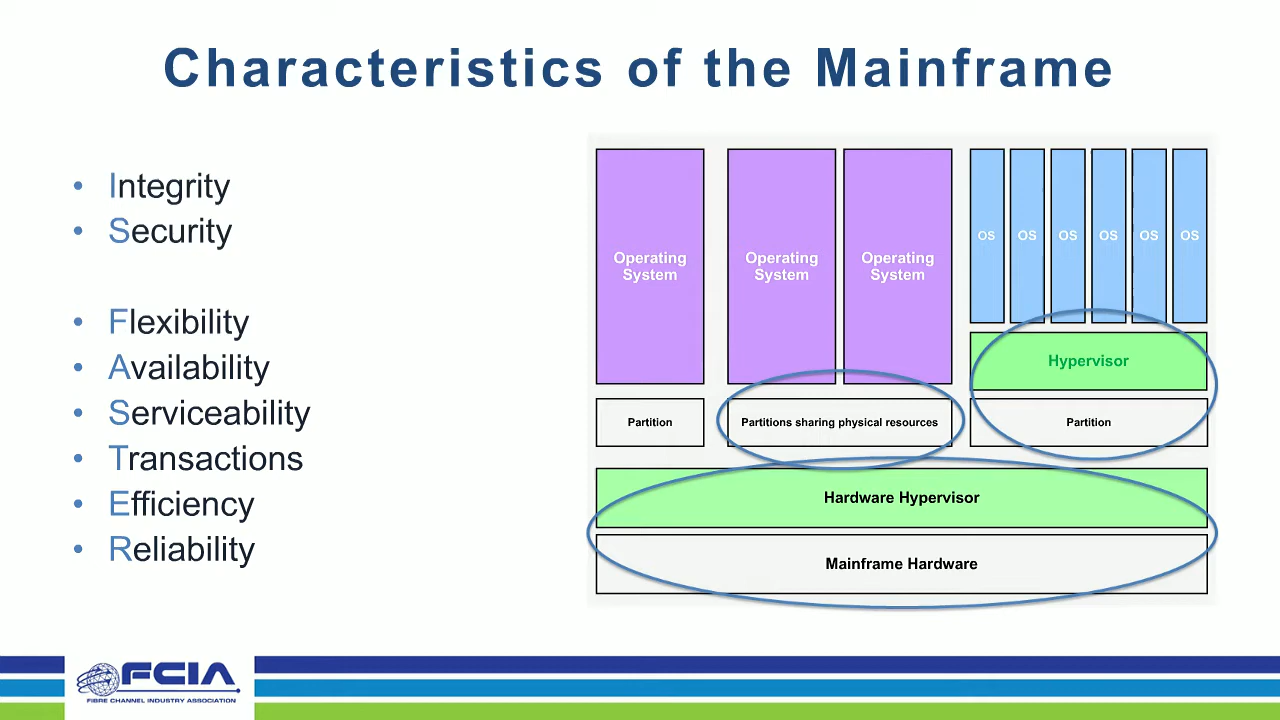 Characteristics of the Mainframe
• Integrity
• Security
• Flexibility
• Availability
• Serviceability
• Transactions
• Efficiency
• Reliability
Operating
System
Operating
System
Operating
System
OS OS OS OS OS OS
Hypervisor
Partition
Partitions sharing physical resources
Partition
Hardware Hypervisor
Mainframe Hardware
FCIA
FIBRE CHANNEL INDUSTRY ASSOCIATION